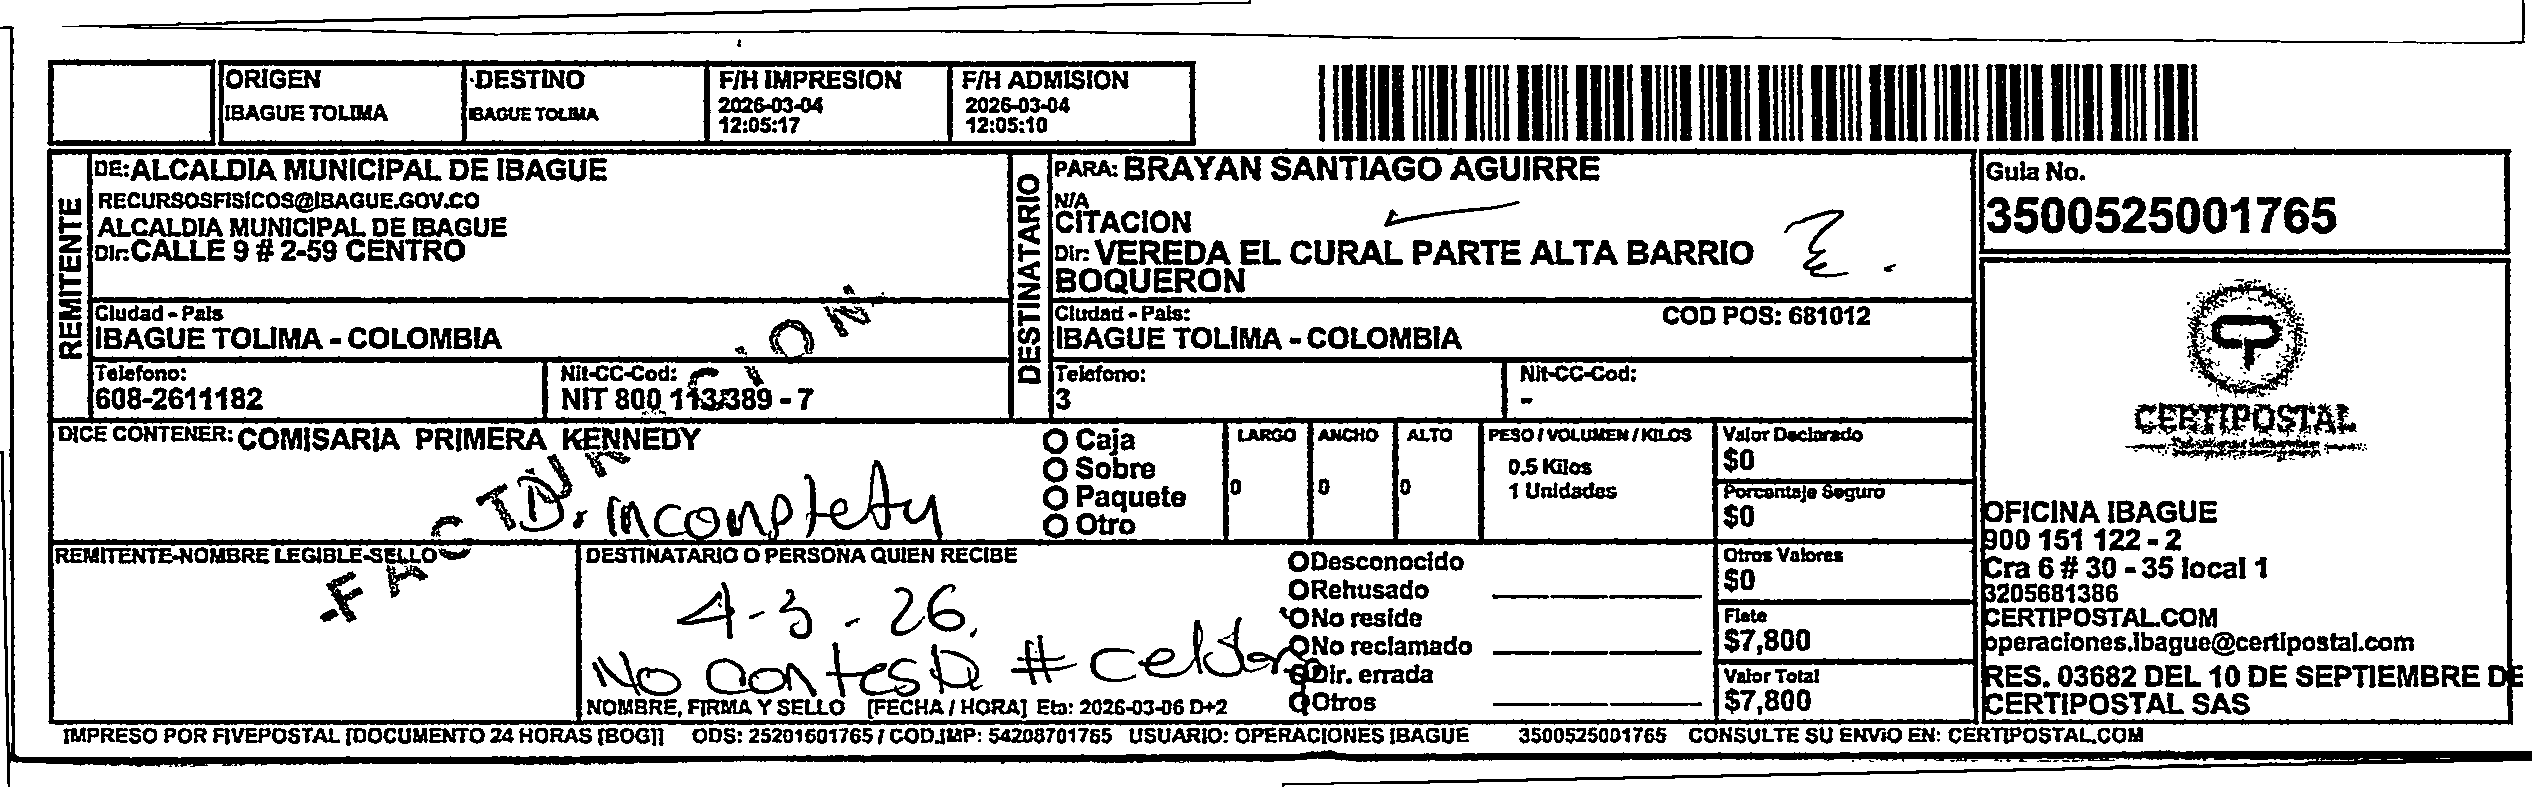 ORIGEN
IBAGUE TOLIMA
DESTINO
IBAGUE TOLIMA
F/H IMPRESION
2026-03-04
12:05:17
F/H ADMISION
2026-03-04
12:05:10
REMITENTE
DE: ALCALDIA MUNICIPAL DE IBAGUE
RECURSOSFISICOS@IBAGUE.GOV.CO
ALCALDIA MUNICIPAL DE IBAGUE
Dir: CALLE 9 # 2-59 CENTRO
Ciudad - Pais
IBAGUE TOLIMA - COLOMBIA
Telefono:
608-2611182
Nit-CC-Cod:
NIT 800 113389 - 7
DESTINATARIO
PARA: BRAYAN SANTIAGO AGUIRRE
N/A
CITACION
Dir: VEREDA EL CURAL PARTE ALTA BARRIO
BOQUERON
Ciudad - Pais:
COD POS: 681012
IBAGUE TOLIMA - COLOMBIA
Telefono:
3
Nit-CC-Cod:
-
Guia No.
3500525001765
CERTIPOSTAL
OFICINA IBAGUE
900 151 122 - 2
Cra 6 # 30 - 35 local 1
3205681386
CERTIPOSTAL.COM
operaciones.ibague@certipostal.com
RES. 03682 DEL 10 DE SEPTIEMBRE DE
CERTIPOSTAL SAS
DICE CONTENER: COMISARIA PRIMERA KENNEDY
D. incompleta
-FACTURACION
Caja
Sobre
Paquete
Otro
LARGO
0
ANCHO
0
ALTO
0
PESO / VOLUMEN / KILOS
0.5 Kilos
1 Unidades
Valor Declarado
$0
Porcentaje Seguro
$0
Otros Valores
$0
Flete
$7,800
Valor Total
$7,800
REMITENTE-NOMBRE LEGIBLE-SELLO
DESTINATARIO O PERSONA QUIEN RECIBE
4-3-26.
No contesta # celular
NOMBRE, FIRMA Y SELLO [FECHA / HORA] Eta: 2026-03-06 D+2
Desconocido
Rehusado
No reside
No reclamado
Dir. errada
Otros
IMPRESO POR FIVEPOSTAL [DOCUMENTO 24 HORAS [BOG]] ODS: 25201601765 / COD.IMP: 54208701765 USUARIO: OPERACIONES IBAGUE 3500525001765 CONSULTE SU ENVIO EN: CERTIPOSTAL.COM